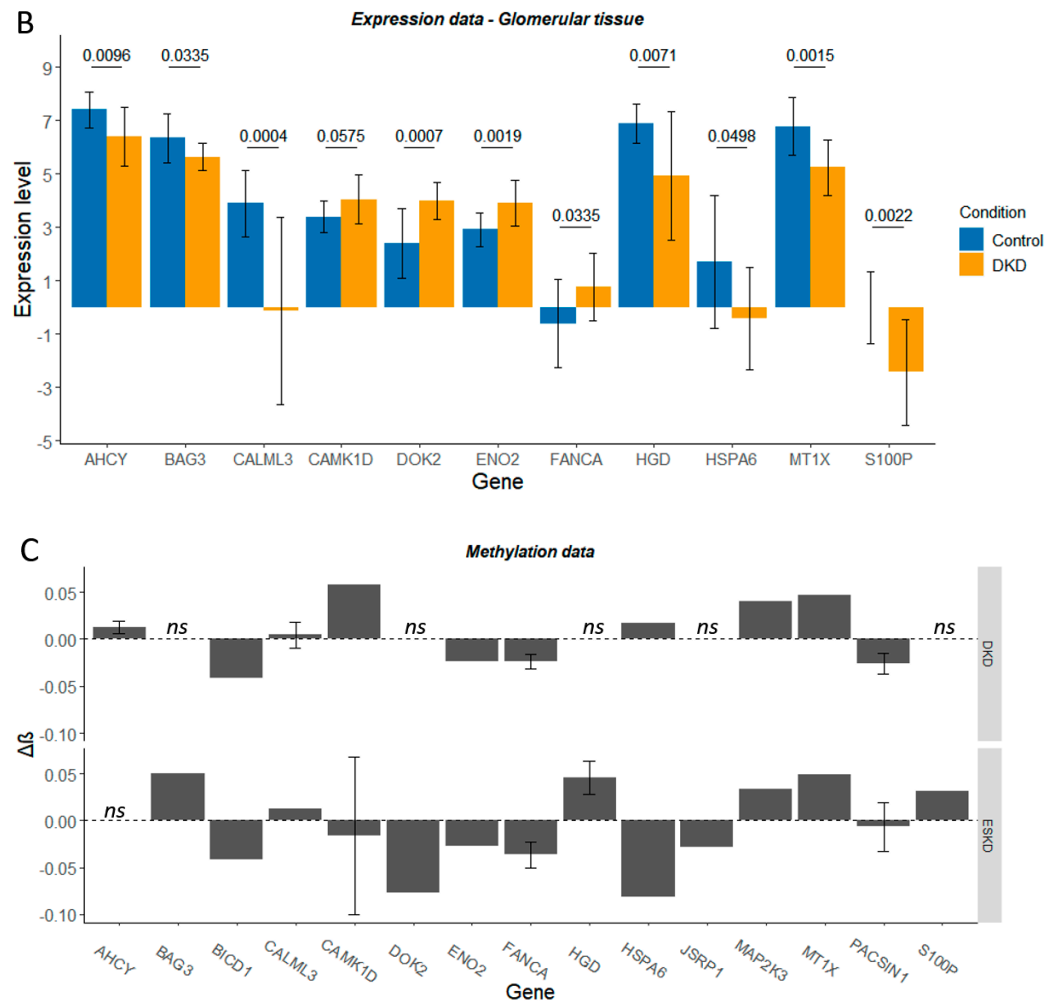 B
Expression data - Glomerular tissue
0.0096 0.0335 0.0004 0.0575 0.0007 0.0019 0.0335 0.0071 0.0498 0.0015 0.0022
Expression level
9
7
5
3
1
-1
-3
-5
AHCY BAG3 CALML3 CAMK1D DOK2 ENO2 FANCA HGD HSPA6 MT1X S100P
Gene
Condition
Control
DKD
C
Methylation data
Δß
0.05
0.00
-0.05
-0.10
ns ns ns ns ns
DKD
0.05
0.00
-0.05
-0.10
ns
ESKD
AHCY BAG3 BICD1 CALML3 CAMK1D DOK2 ENO2 FANCA HGD HSPA6 JSRP1 MAP2K3 MT1X PACSIN1 S100P
Gene